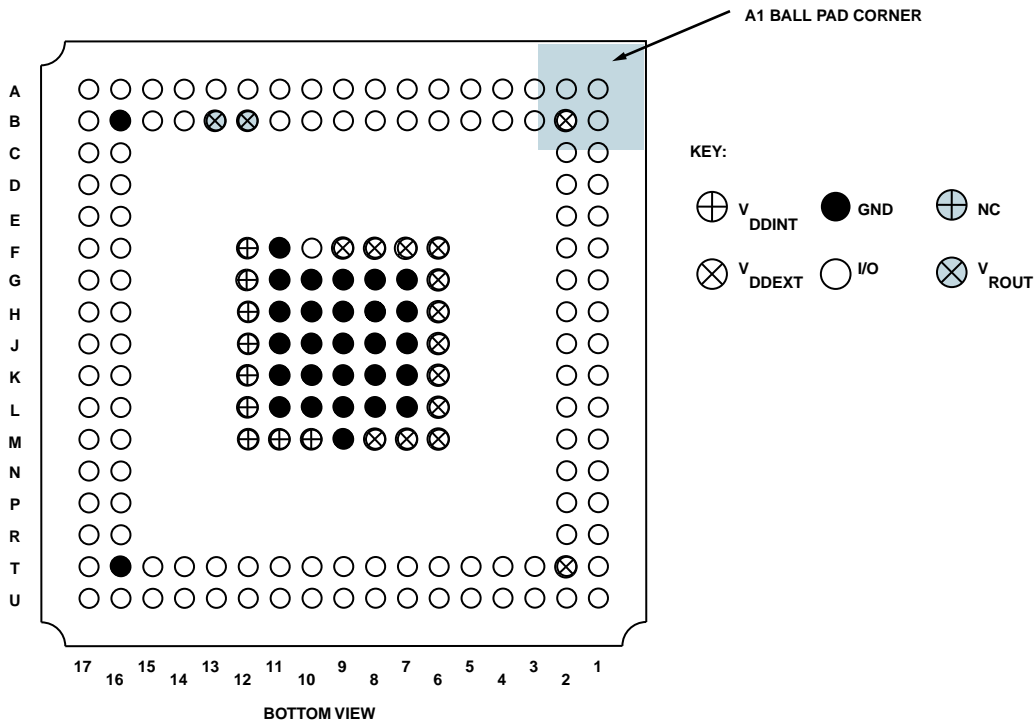 A1 BALL PAD CORNER
A
B
C
D
E
F
G
H
J
K
L
M
N
P
R
T
U
KEY:
V DDINT
GND
NC
V DDEXT
I/O
V ROUT
17 16 15 14 13 12 11 10 9 8 7 6 5 4 3 2 1
BOTTOM VIEW